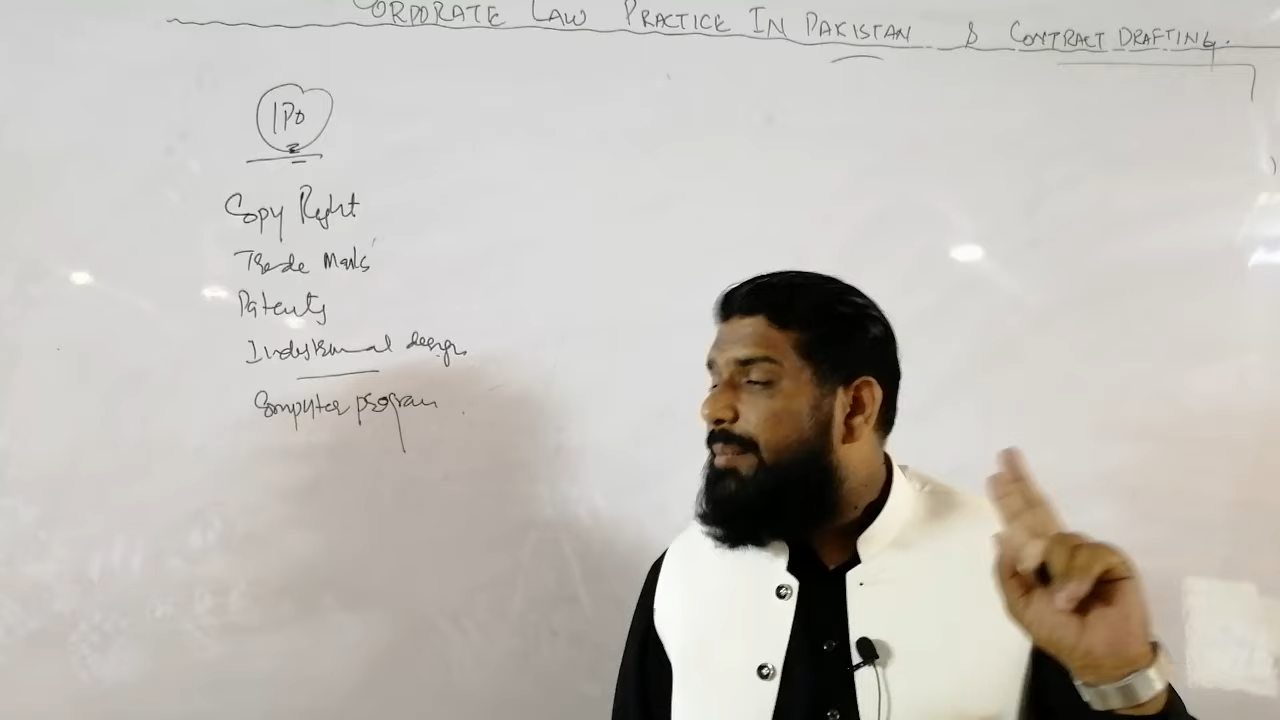 CORPORATE LAW PRACTICE IN PAKISTAN & CONTRACT DRAFTING.
IPO
Copy Right
Trade Marks
Patents
Industrial design
Computer program